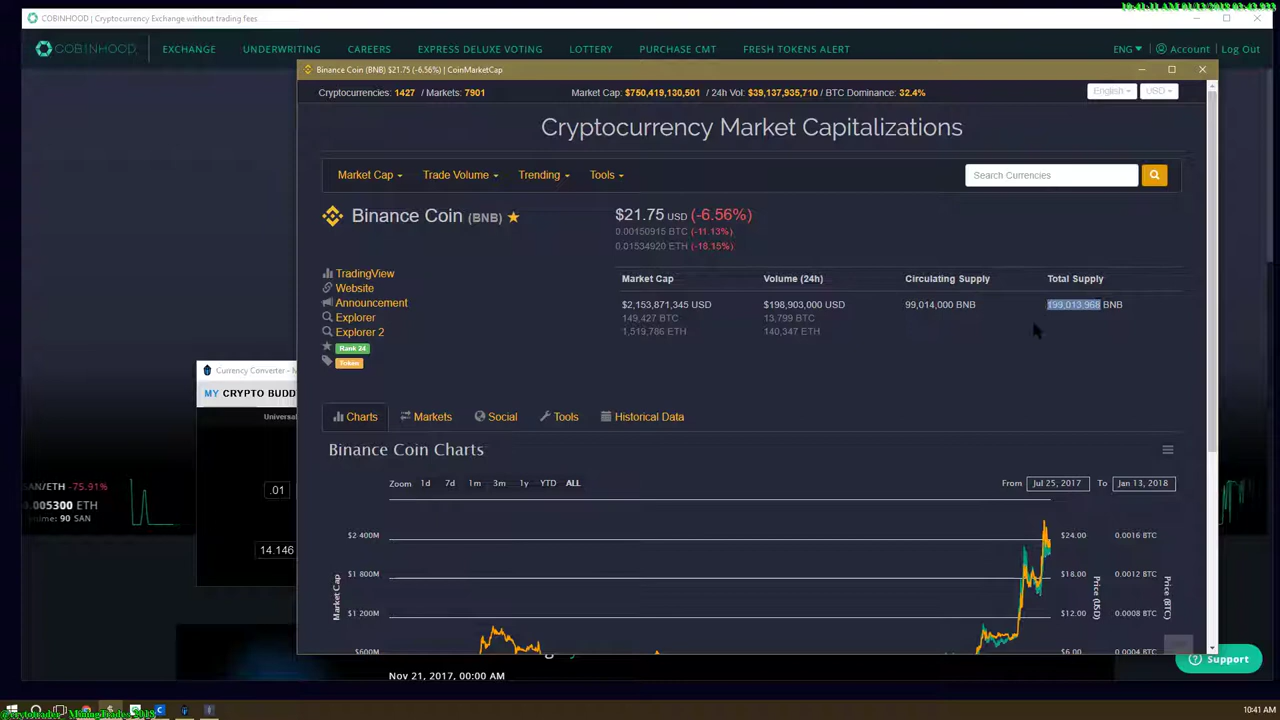 COBINHOOD | Cryptocurrency Exchange without trading fees
COBINHOOD EXCHANGE UNDERWRITING CAREERS EXPRESS DELUXE VOTING LOTTERY PURCHASE CMT FRESH TOKENS ALERT ENG Account Log Out
Binance Coin (BNB) $21.75 (-6.56%) | CoinMarketCap
Cryptocurrencies: 1427 / Markets: 7901 Market Cap: $750,419,130,501 / 24h Vol: $39,137,935,710 / BTC Dominance: 32.4% English USD
Cryptocurrency Market Capitalizations
Market Cap Trade Volume Trending Tools Search Currencies
Binance Coin (BNB) $21.75 USD (-6.56%)
0.00150915 BTC (-11.13%)
0.01534920 ETH (-18.15%)
TradingView
Website
Announcement
Explorer
Explorer 2
Rank 24
Token
Market Cap Volume (24h) Circulating Supply Total Supply
$2,153,871,345 USD $198,903,000 USD 99,014,000 BNB 199,013,968 BNB
149,427 BTC 13,799 BTC
1,519,786 ETH 140,347 ETH
Currency Converter -
MY CRYPTO BUDD
Universal
.01
14.146
Charts Markets Social Tools Historical Data
Binance Coin Charts
Zoom 1d 7d 1m 3m 1y YTD ALL From Jul 25, 2017 To Jan 13, 2018
SAN/ETH -75.91%
0.005300
90 SAN
$2 400M $24.00 0.0016 BTC
$1 800M $18.00 0.0012 BTC
$1 200M $12.00 0.0008 BTC
$600M $6.00 0.0004 BTC
Market Cap
Price (USD)
Price (BTC)
Nov 21, 2017, 00:00 AM
Support
@crytotrader - MiningTrades 2018
10:41 AM